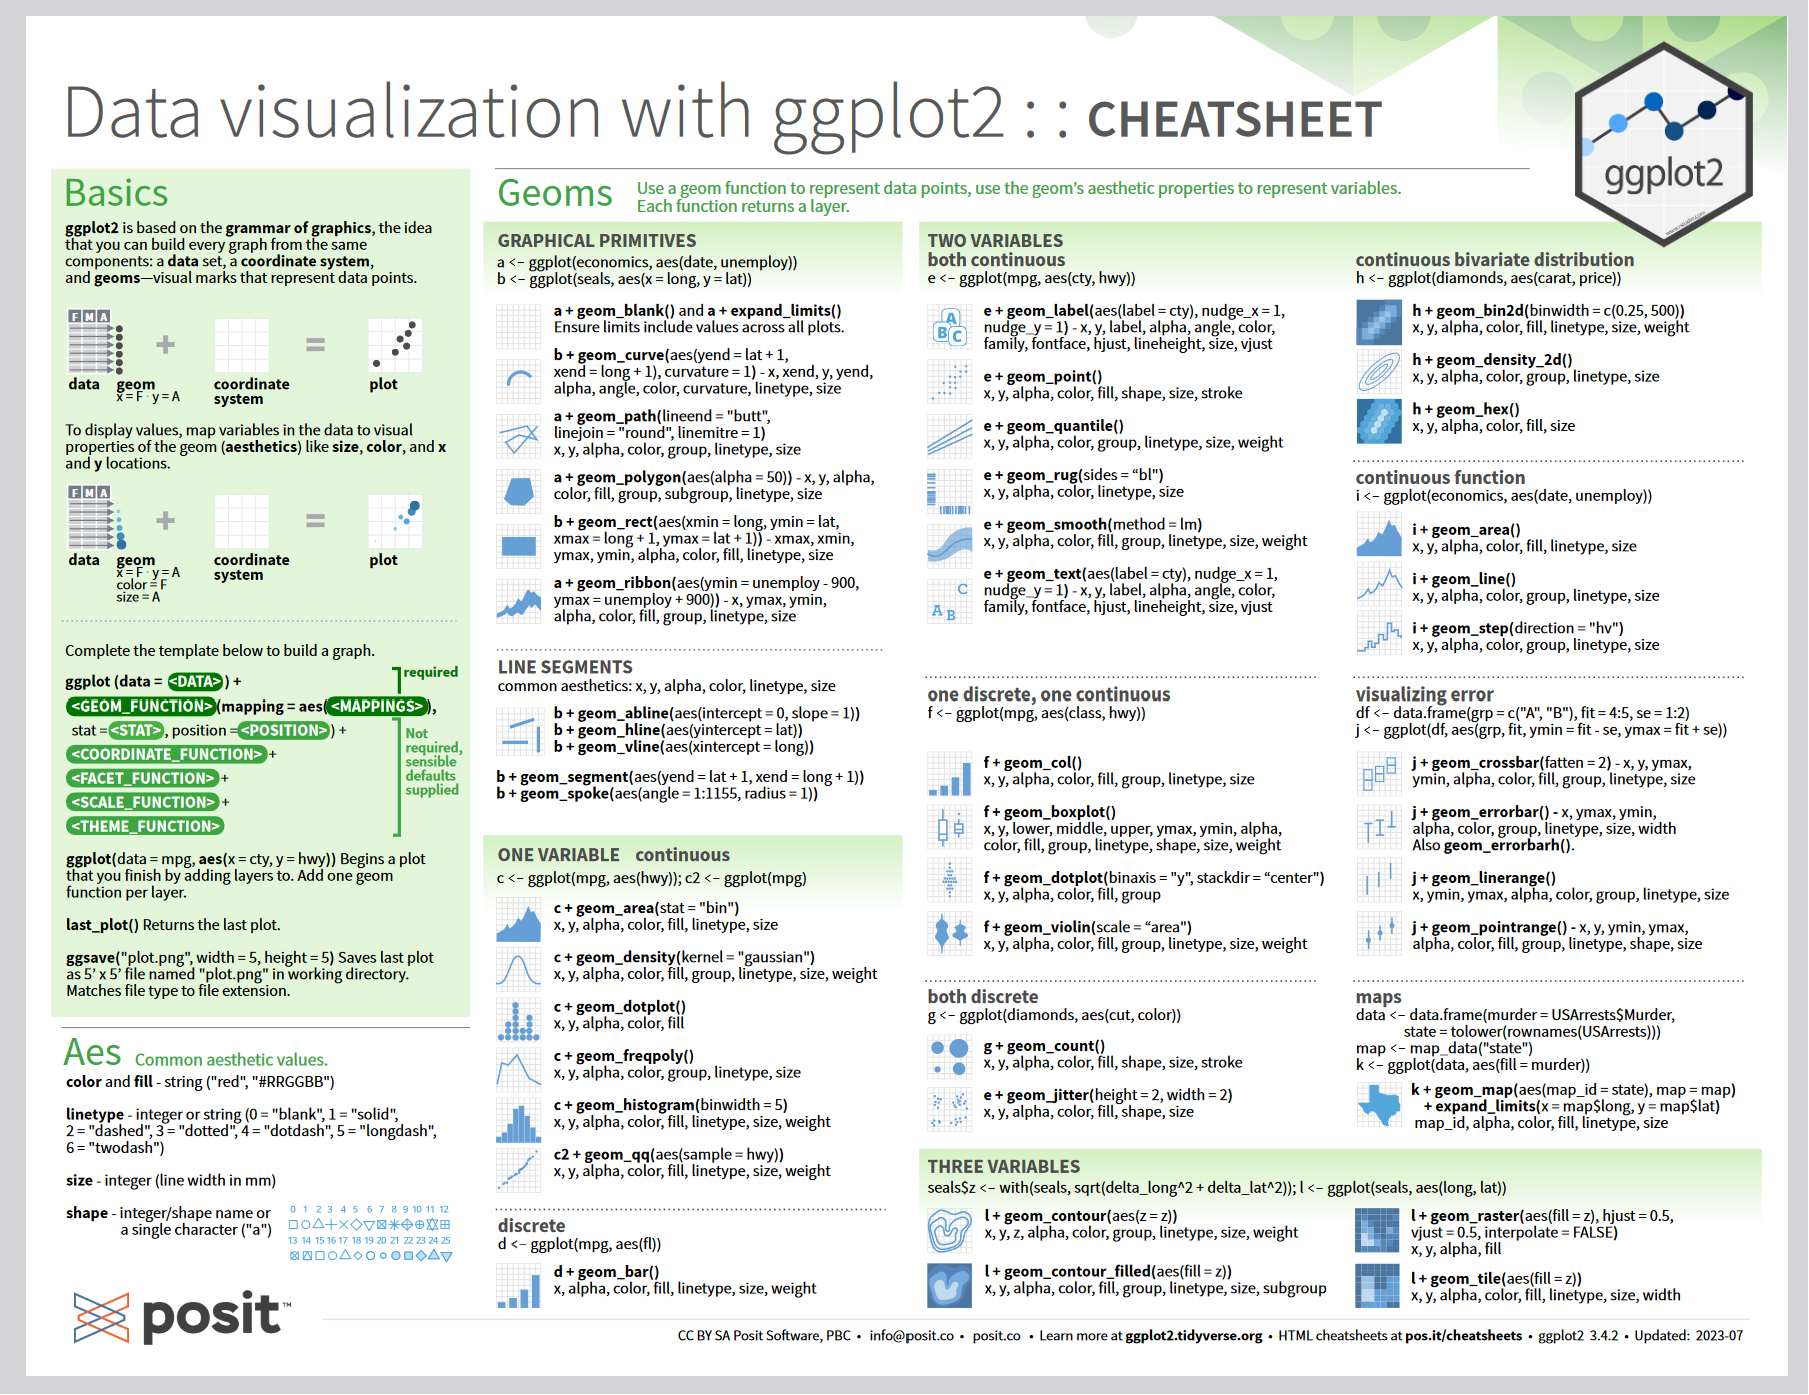 Data visualization with ggplot2 : : CHEATSHEET
ggplot2
Basics
ggplot2 is based on the grammar of graphics, the idea
that you can build every graph from the same
components: a data set, a coordinate system,
and geoms—visual marks that represent data points.
F M A
+ =
data geom coordinate plot
x = F · y = A system
To display values, map variables in the data to visual
properties of the geom (aesthetics) like size, color, and x
and y locations.
F M A
+ =
data geom coordinate plot
x = F · y = A system
color = F
size = A
Complete the template below to build a graph.
required
ggplot (data = <DATA>) +
<GEOM_FUNCTION>(mapping = aes(<MAPPINGS>),
stat = <STAT>, position = <POSITION>) +
<COORDINATE_FUNCTION> +
<FACET_FUNCTION> +
<SCALE_FUNCTION> +
<THEME_FUNCTION>
Not
required,
sensible
defaults
supplied
ggplot(data = mpg, aes(x = cty, y = hwy)) Begins a plot
that you finish by adding layers to. Add one geom
function per layer.
last_plot() Returns the last plot.
ggsave("plot.png", width = 5, height = 5) Saves last plot
as 5’ x 5’ file named "plot.png" in working directory.
Matches file type to file extension.
Aes Common aesthetic values.
color and fill - string ("red", "#RRGGBB")
linetype - integer or string (0 = "blank", 1 = "solid",
2 = "dashed", 3 = "dotted", 4 = "dotdash", 5 = "longdash",
6 = "twodash")
size - integer (line width in mm)
shape - integer/shape name or
a single character ("a")
0 1 2 3 4 5 6 7 8 9 10 11 12
13 14 15 16 17 18 19 20 21 22 23 24 25
posit™
Geoms Use a geom function to represent data points, use the geom’s aesthetic properties to represent variables.
Each function returns a layer.
GRAPHICAL PRIMITIVES
a <- ggplot(economics, aes(date, unemploy))
b <- ggplot(seals, aes(x = long, y = lat))
a + geom_blank() and a + expand_limits()
Ensure limits include values across all plots.
b + geom_curve(aes(yend = lat + 1,
xend = long + 1), curvature = 1) - x, xend, y, yend,
alpha, angle, color, curvature, linetype, size
a + geom_path(lineend = "butt",
linejoin = "round", linemitre = 1)
x, y, alpha, color, group, linetype, size
a + geom_polygon(aes(alpha = 50)) - x, y, alpha,
color, fill, group, subgroup, linetype, size
b + geom_rect(aes(xmin = long, ymin = lat,
xmax = long + 1, ymax = lat + 1)) - xmax, xmin,
ymax, ymin, alpha, color, fill, linetype, size
a + geom_ribbon(aes(ymin = unemploy - 900,
ymax = unemploy + 900)) - x, ymax, ymin,
alpha, color, fill, group, linetype, size
LINE SEGMENTS
common aesthetics: x, y, alpha, color, linetype, size
b + geom_abline(aes(intercept = 0, slope = 1))
b + geom_hline(aes(yintercept = lat))
b + geom_vline(aes(xintercept = long))
b + geom_segment(aes(yend = lat + 1, xend = long + 1))
b + geom_spoke(aes(angle = 1:1155, radius = 1))
ONE VARIABLE continuous
c <- ggplot(mpg, aes(hwy)); c2 <- ggplot(mpg)
c + geom_area(stat = "bin")
x, y, alpha, color, fill, linetype, size
c + geom_density(kernel = "gaussian")
x, y, alpha, color, fill, group, linetype, size, weight
c + geom_dotplot()
x, y, alpha, color, fill
c + geom_freqpoly()
x, y, alpha, color, group, linetype, size
c + geom_histogram(binwidth = 5)
x, y, alpha, color, fill, linetype, size, weight
c2 + geom_qq(aes(sample = hwy))
x, y, alpha, color, fill, linetype, size, weight
discrete
d <- ggplot(mpg, aes(fl))
d + geom_bar()
x, alpha, color, fill, linetype, size, weight
TWO VARIABLES
both continuous
e <- ggplot(mpg, aes(cty, hwy))
A
B C
e + geom_label(aes(label = cty), nudge_x = 1,
nudge_y = 1) - x, y, label, alpha, angle, color,
family, fontface, hjust, lineheight, size, vjust
e + geom_point()
x, y, alpha, color, fill, shape, size, stroke
e + geom_quantile()
x, y, alpha, color, group, linetype, size, weight
e + geom_rug(sides = “bl")
x, y, alpha, color, linetype, size
e + geom_smooth(method = lm)
x, y, alpha, color, fill, group, linetype, size, weight
C
A B
e + geom_text(aes(label = cty), nudge_x = 1,
nudge_y = 1) - x, y, label, alpha, angle, color,
family, fontface, hjust, lineheight, size, vjust
one discrete, one continuous
f <- ggplot(mpg, aes(class, hwy))
f + geom_col()
x, y, alpha, color, fill, group, linetype, size
f + geom_boxplot()
x, y, lower, middle, upper, ymax, ymin, alpha,
color, fill, group, linetype, shape, size, weight
f + geom_dotplot(binaxis = "y", stackdir = “center")
x, y, alpha, color, fill, group
f + geom_violin(scale = “area")
x, y, alpha, color, fill, group, linetype, size, weight
both discrete
g <- ggplot(diamonds, aes(cut, color))
g + geom_count()
x, y, alpha, color, fill, shape, size, stroke
e + geom_jitter(height = 2, width = 2)
x, y, alpha, color, fill, shape, size
continuous bivariate distribution
h <- ggplot(diamonds, aes(carat, price))
h + geom_bin2d(binwidth = c(0.25, 500))
x, y, alpha, color, fill, linetype, size, weight
h + geom_density_2d()
x, y, alpha, color, group, linetype, size
h + geom_hex()
x, y, alpha, color, fill, size
continuous function
i <- ggplot(economics, aes(date, unemploy))
i + geom_area()
x, y, alpha, color, fill, linetype, size
i + geom_line()
x, y, alpha, color, group, linetype, size
i + geom_step(direction = "hv")
x, y, alpha, color, group, linetype, size
visualizing error
df <- data.frame(grp = c("A", "B"), fit = 4:5, se = 1:2)
j <- ggplot(df, aes(grp, fit, ymin = fit - se, ymax = fit + se))
j + geom_crossbar(fatten = 2) - x, y, ymax,
ymin, alpha, color, fill, group, linetype, size
j + geom_errorbar() - x, ymax, ymin,
alpha, color, group, linetype, size, width
Also geom_errorbarh().
j + geom_linerange()
x, ymin, ymax, alpha, color, group, linetype, size
j + geom_pointrange() - x, y, ymin, ymax,
alpha, color, fill, group, linetype, shape, size
maps
data <- data.frame(murder = USArrests$Murder,
state = tolower(rownames(USArrests)))
map <- map_data("state")
k <- ggplot(data, aes(fill = murder))
k + geom_map(aes(map_id = state), map = map)
+ expand_limits(x = map$long, y = map$lat)
map_id, alpha, color, fill, linetype, size
THREE VARIABLES
seals$z <- with(seals, sqrt(delta_long^2 + delta_lat^2)); l <- ggplot(seals, aes(long, lat))
l + geom_contour(aes(z = z))
x, y, z, alpha, color, group, linetype, size, weight
l + geom_contour_filled(aes(fill = z))
x, y, alpha, color, fill, group, linetype, size, subgroup
l + geom_raster(aes(fill = z), hjust = 0.5,
vjust = 0.5, interpolate = FALSE)
x, y, alpha, fill
l + geom_tile(aes(fill = z))
x, y, alpha, color, fill, linetype, size, width
CC BY SA Posit Software, PBC • info@posit.co • posit.co • Learn more at ggplot2.tidyverse.org • HTML cheatsheets at pos.it/cheatsheets • ggplot2 3.4.2 • Updated: 2023-07